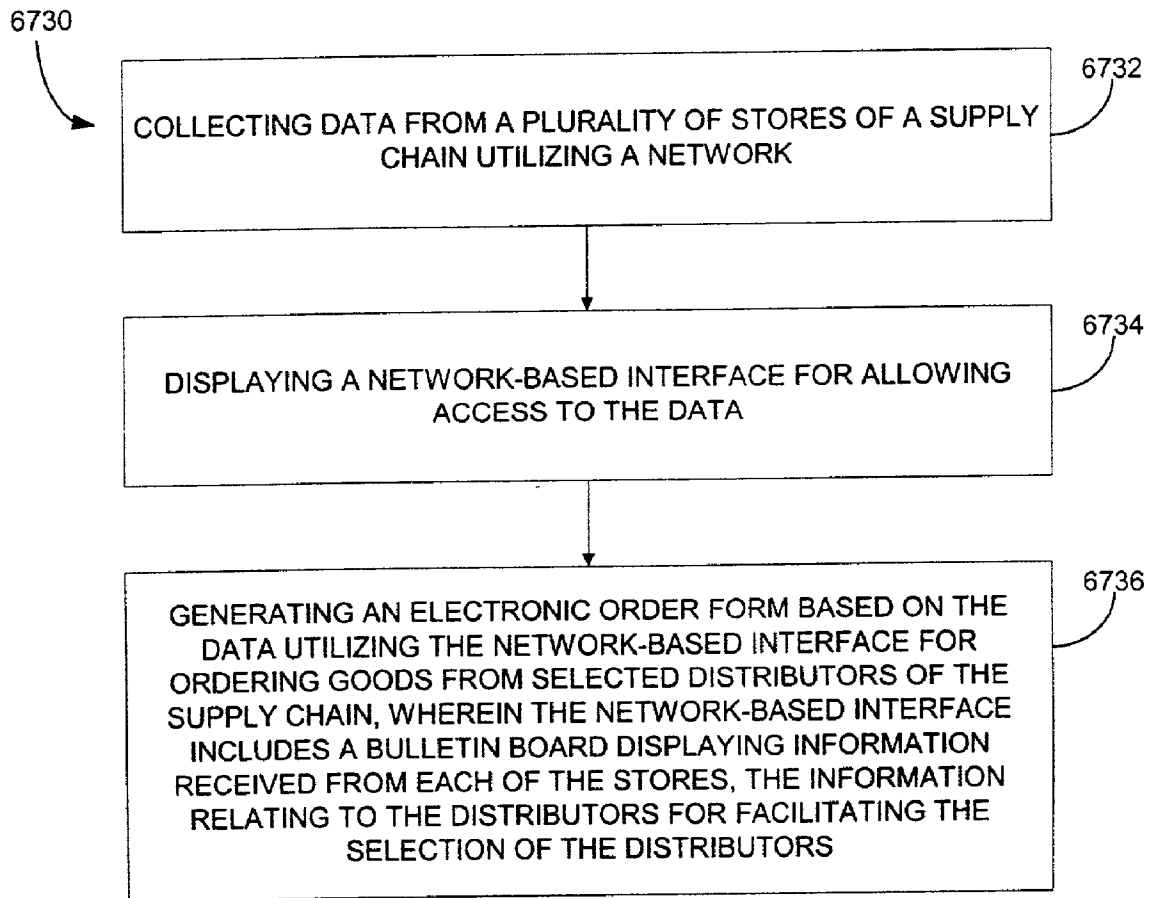 6730
6732
COLLECTING DATA FROM A PLURALITY OF STORES OF A SUPPLY
CHAIN UTILIZING A NETWORK
6734
DISPLAYING A NETWORK-BASED INTERFACE FOR ALLOWING
ACCESS TO THE DATA
6736
GENERATING AN ELECTRONIC ORDER FORM BASED ON THE
DATA UTILIZING THE NETWORK-BASED INTERFACE FOR
ORDERING GOODS FROM SELECTED DISTRIBUTORS OF THE
SUPPLY CHAIN, WHEREIN THE NETWORK-BASED INTERFACE
INCLUDES A BULLETIN BOARD DISPLAYING INFORMATION
RECEIVED FROM EACH OF THE STORES, THE INFORMATION
RELATING TO THE DISTRIBUTORS FOR FACILITATING THE
SELECTION OF THE DISTRIBUTORS